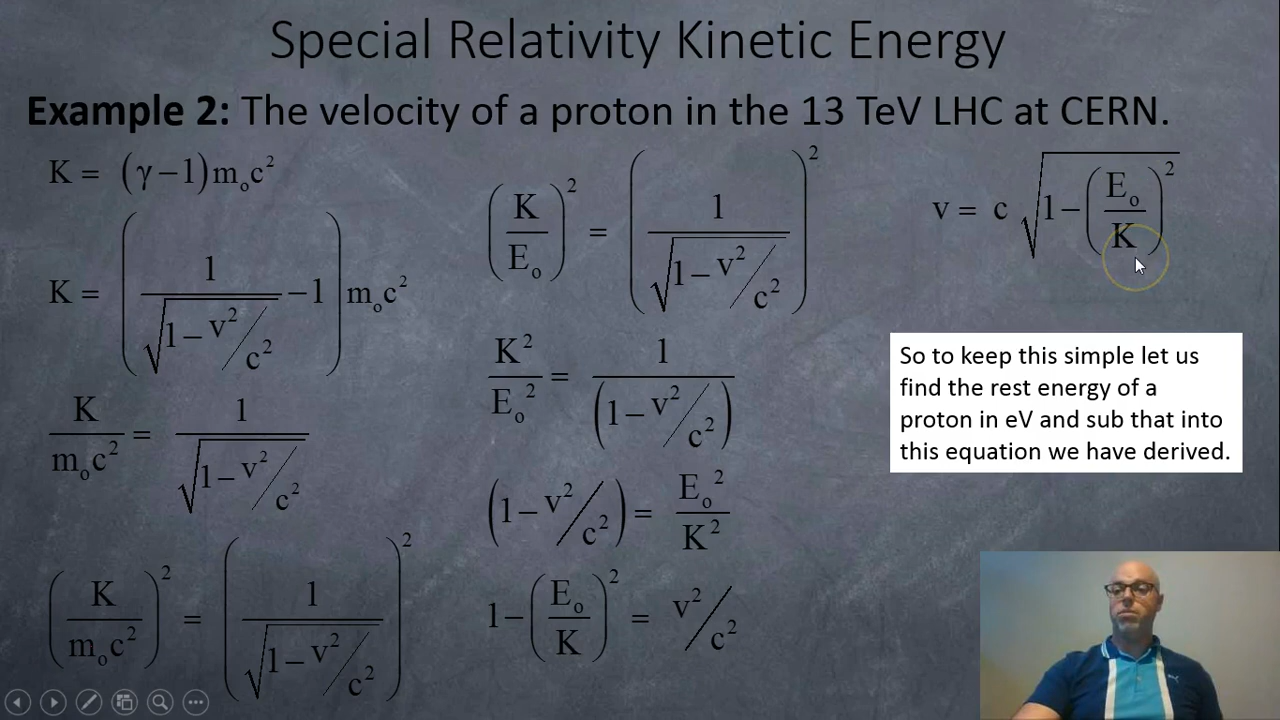 Special Relativity Kinetic Energy
Example 2: The velocity of a proton in the 13 TeV LHC at CERN.
K = (γ−1)m₀c²
K = (1/√(1−v²/c²) −1) m₀c²
K/m₀c² = 1/√(1−v²/c²)
(K/m₀c²)² = (1/√(1−v²/c²))²
(K/E₀)² = (1/√(1−v²/c²))²
K²/E₀² = 1/(1−v²/c²)
(1−v²/c²) = E₀²/K²
1−(E₀/K)² = v²/c²
v = c √(1−(E₀/K)²)
So to keep this simple let us
find the rest energy of a
proton in eV and sub that into
this equation we have derived.